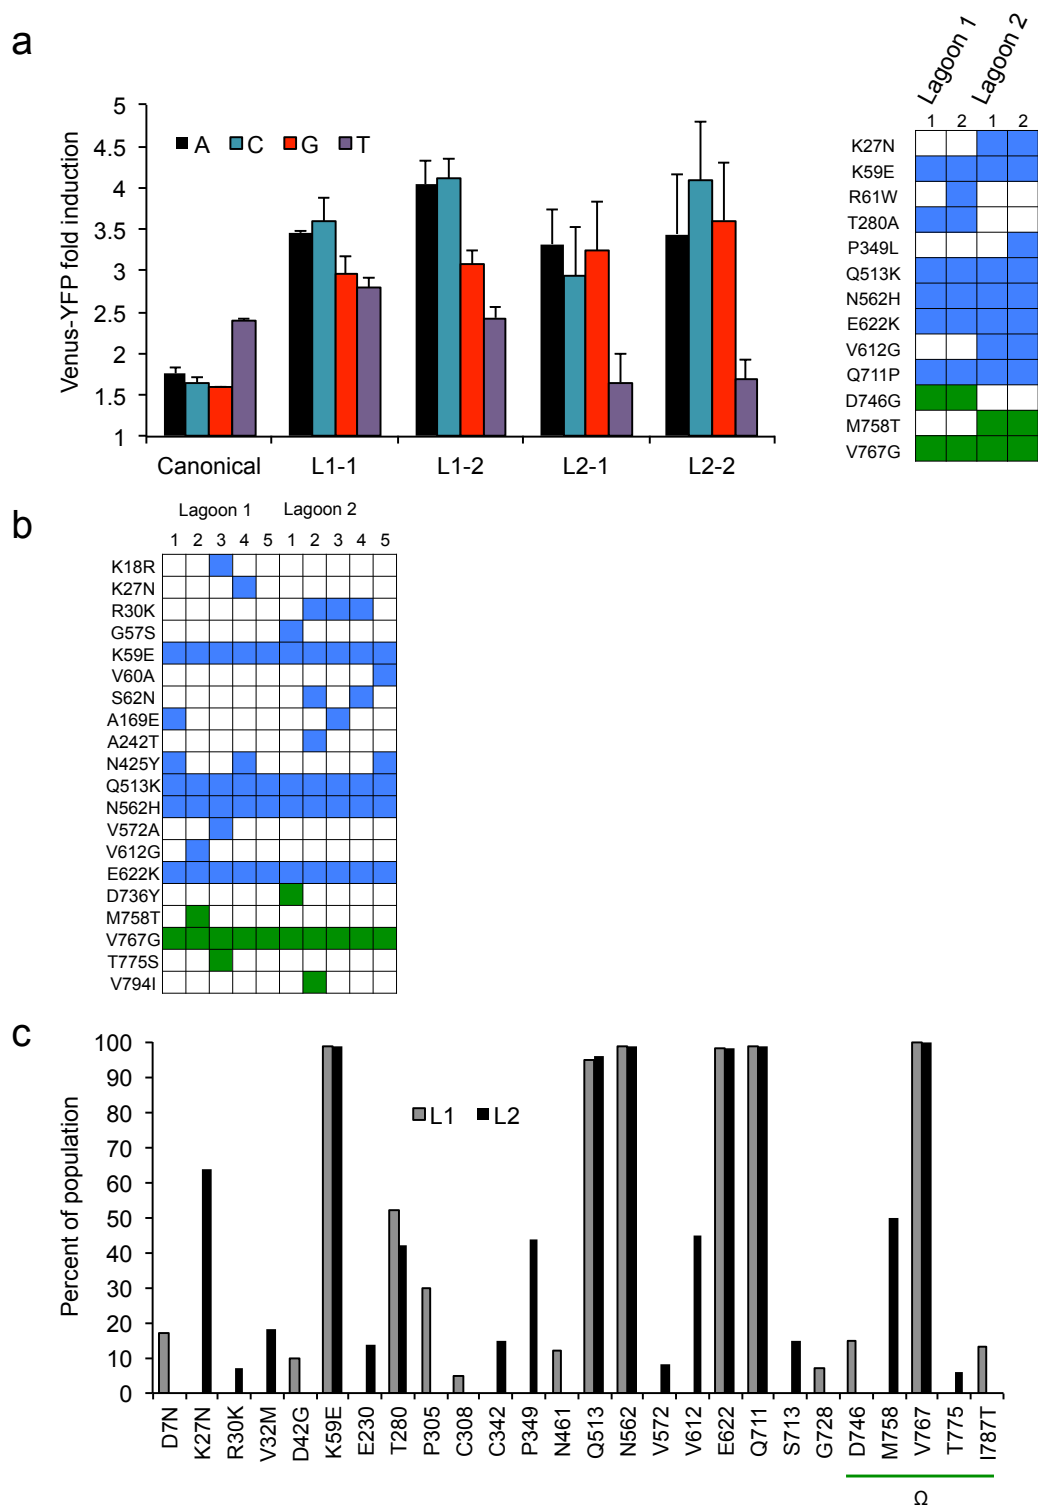 a
Venus-YFP fold induction
5
4.5
4
3.5
3
2.5
2
1.5
1
A C G T
Canonical L1-1 L1-2 L2-1 L2-2
Lagoon 1 Lagoon 2
1 2 1 2
K27N
K59E
R61W
T280A
P349L
Q513K
N562H
E622K
V612G
Q711P
D746G
M758T
V767G
b
Lagoon 1 Lagoon 2
1 2 3 4 5 1 2 3 4 5
K18R
K27N
R30K
G57S
K59E
V60A
S62N
A169E
A242T
N425Y
Q513K
N562H
V572A
V612G
E622K
D736Y
M758T
V767G
T775S
V794I
c
Percent of population
100
90
80
70
60
50
40
30
20
10
0
L1 L2
D7N K27N R30K V32M D42G K59E E230 T280 P305 C308 C342 P349 N461 Q513 N562 V572 V612 E622 Q711 S713 G728 D746 M758 V767 T775 I787T
Ω